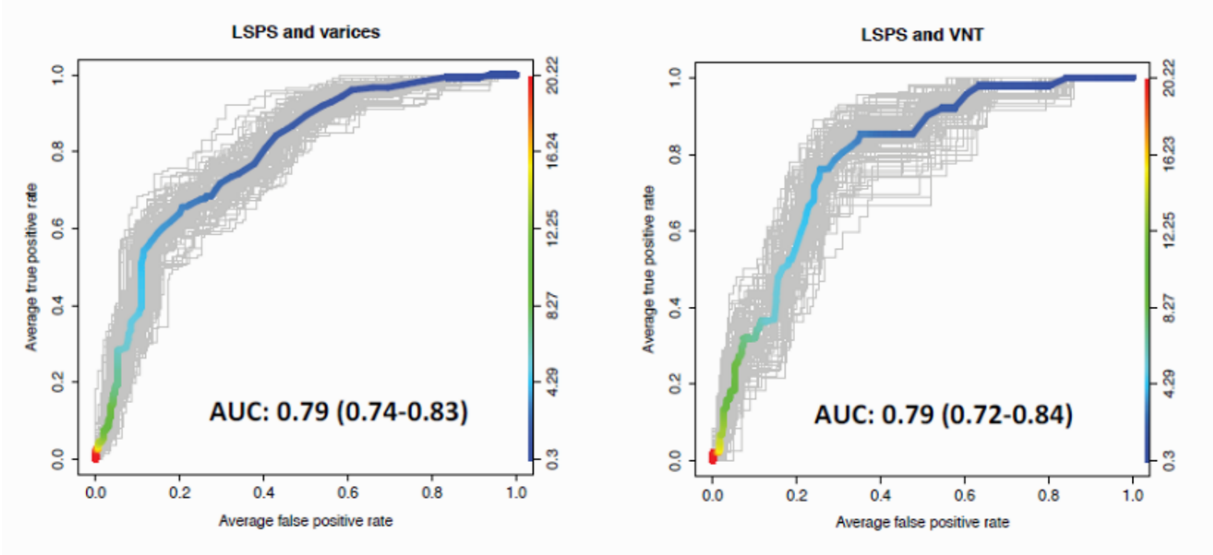 LSPS and varices
Average true positive rate
0.0 0.2 0.4 0.6 0.8 1.0
0.0 0.2 0.4 0.6 0.8 1.0
Average false positive rate
0.3 4.29 8.27 12.25 16.24 20.22
AUC: 0.79 (0.74-0.83)
LSPS and VNT
Average true positive rate
0.0 0.2 0.4 0.6 0.8 1.0
0.0 0.2 0.4 0.6 0.8 1.0
Average false positive rate
0.3 4.29 8.27 12.25 16.23 20.22
AUC: 0.79 (0.72-0.84)